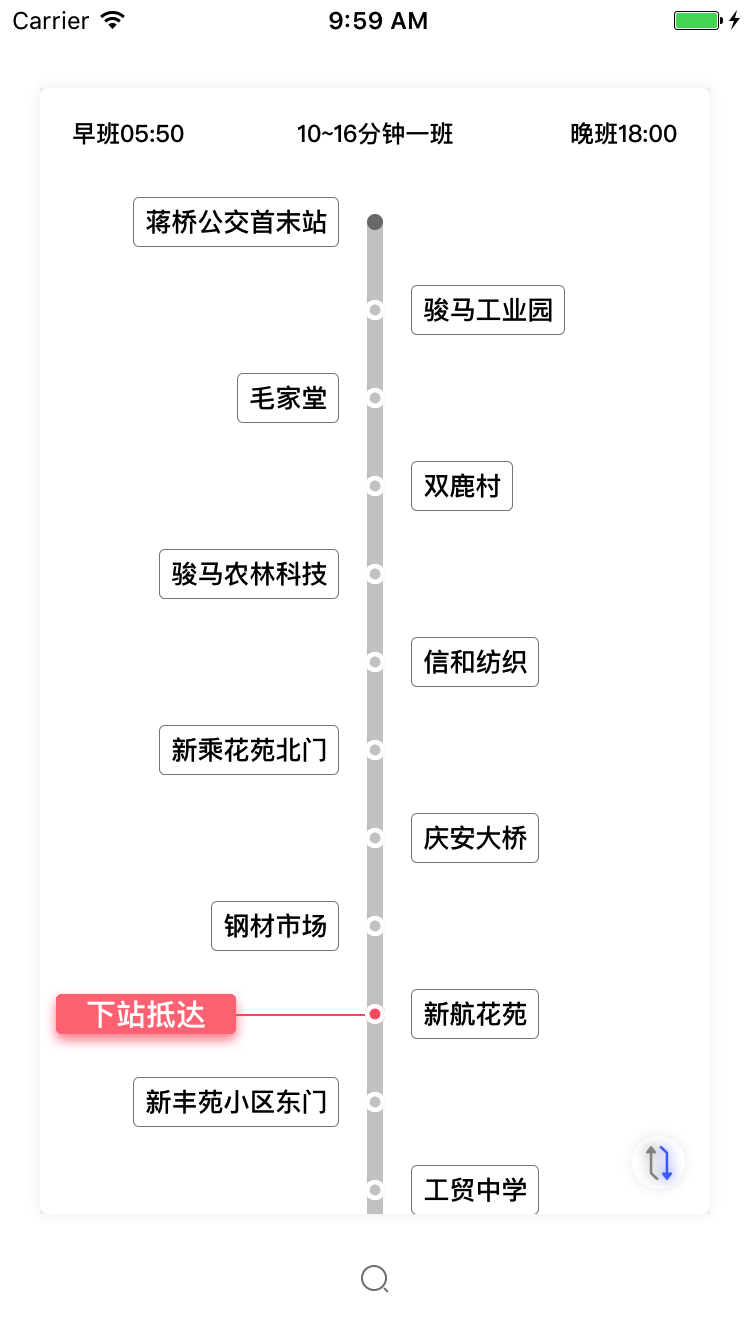 Carrier
9:59 AM
早班05:50
10~16分钟一班
晚班18:00
蒋桥公交首末站
骏马工业园
毛家堂
双鹿村
骏马农林科技
信和纺织
新乘花苑北门
庆安大桥
钢材市场
下站抵达
新航花苑
新丰苑小区东门
工贸中学